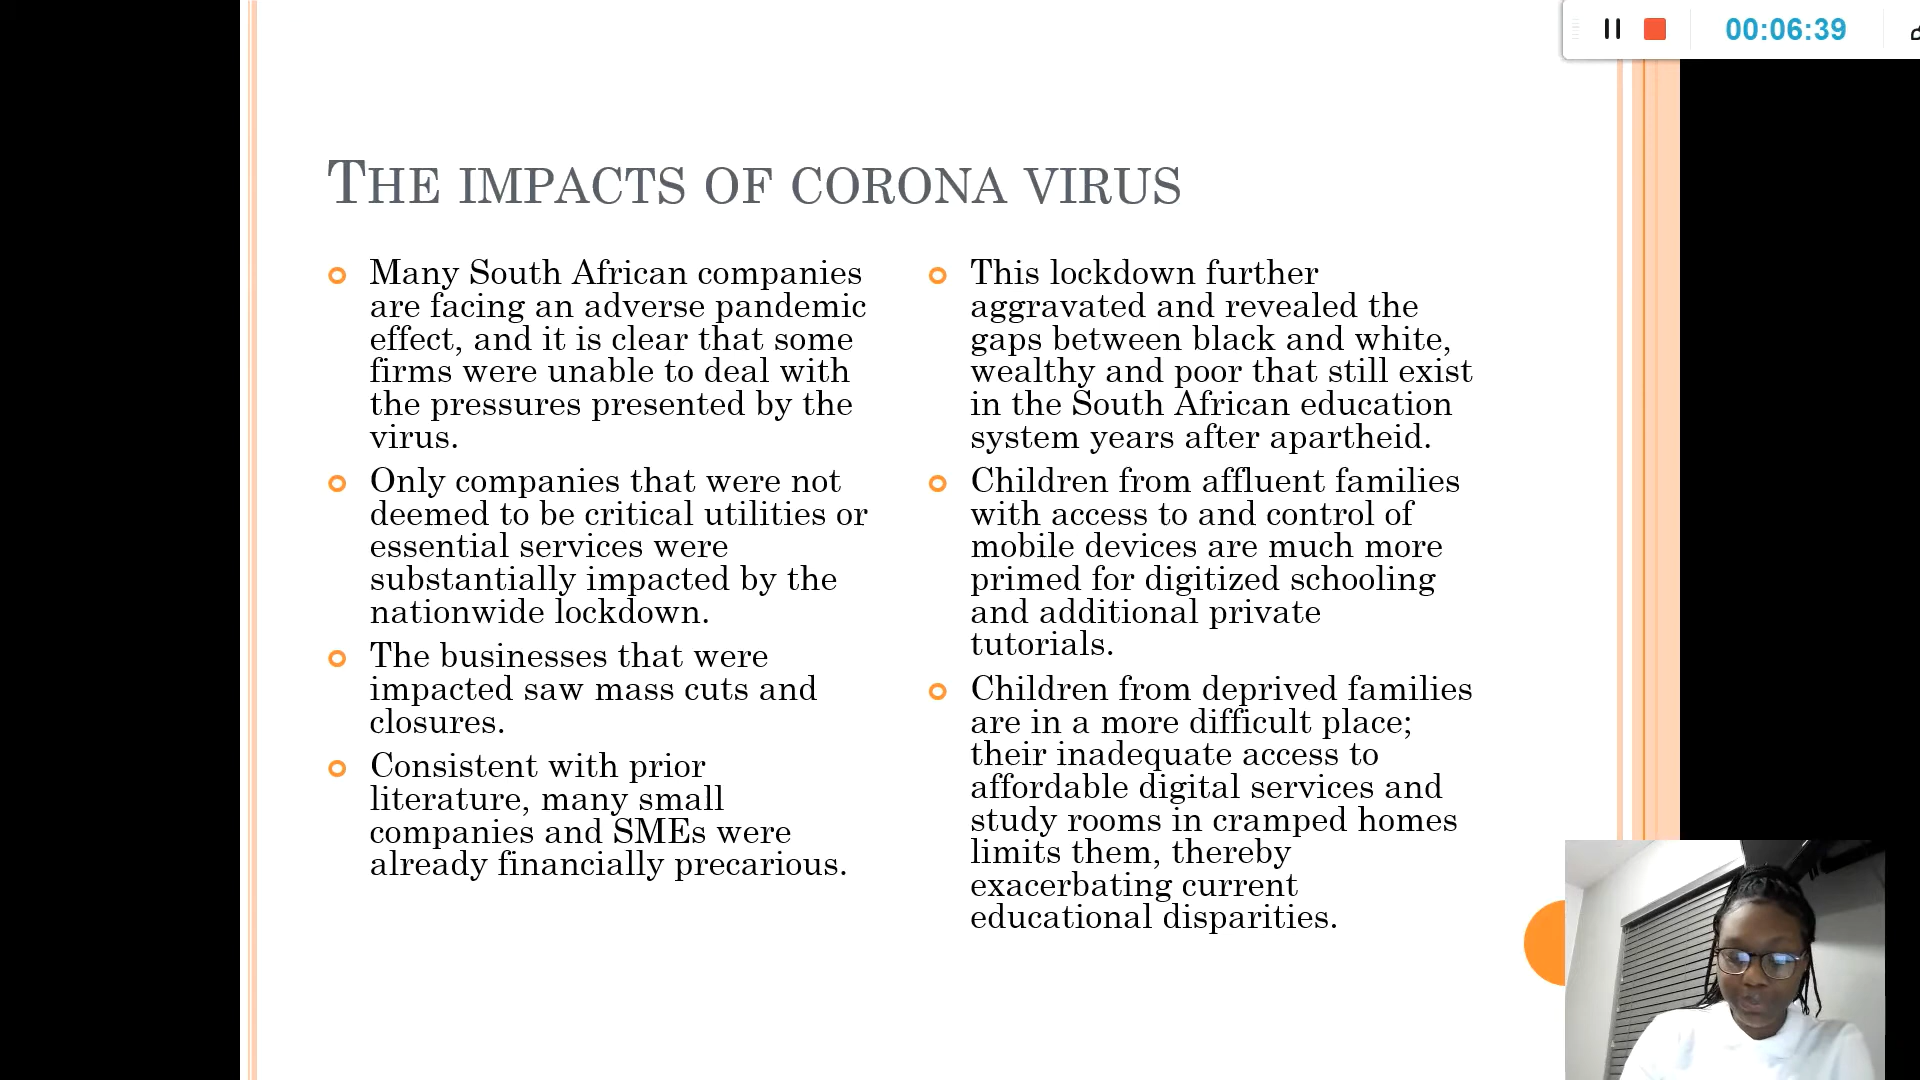 00:06:39
THE IMPACTS OF CORONA VIRUS
Many South African companies
are facing an adverse pandemic
effect, and it is clear that some
firms were unable to deal with
the pressures presented by the
virus.
Only companies that were not
deemed to be critical utilities or
essential services were
substantially impacted by the
nationwide lockdown.
The businesses that were
impacted saw mass cuts and
closures.
Consistent with prior
literature, many small
companies and SMEs were
already financially precarious.
This lockdown further
aggravated and revealed the
gaps between black and white,
wealthy and poor that still exist
in the South African education
system years after apartheid.
Children from affluent families
with access to and control of
mobile devices are much more
primed for digitized schooling
and additional private
tutorials.
Children from deprived families
are in a more difficult place;
their inadequate access to
affordable digital services and
study rooms in cramped homes
limits them, thereby
exacerbating current
educational disparities.